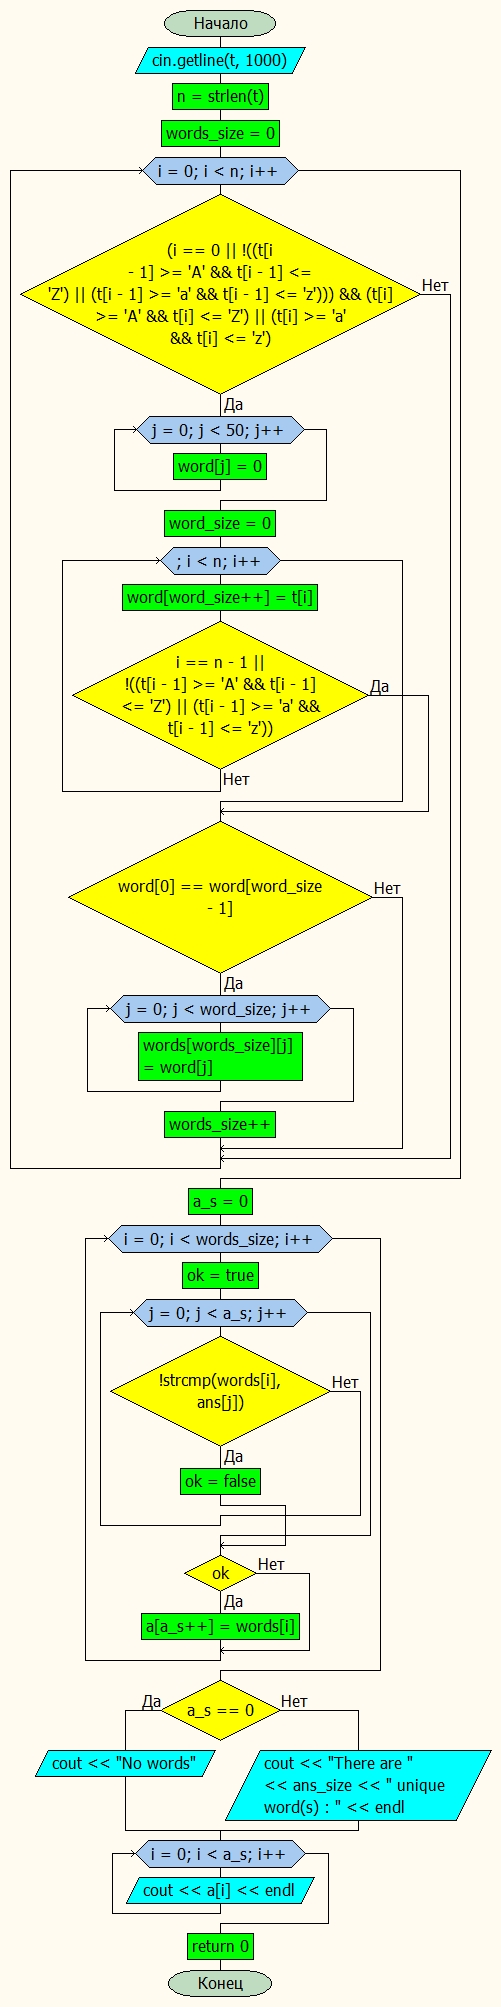 Начало
cin.getline(t, 1000)
n = strlen(t)
words_size = 0
i = 0; i < n; i++
(i == 0 || !((t[i
- 1] >= 'A' && t[i - 1] <=
'Z') || (t[i - 1] >= 'a' && t[i - 1] <= 'z'))) && (t[i]
>= 'A' && t[i] <= 'Z') || (t[i] >= 'a'
&& t[i] <= 'z')
Нет
Да
j = 0; j < 50; j++
word[j] = 0
word_size = 0
; i < n; i++
word[word_size++] = t[i]
i == n - 1 ||
!((t[i - 1] >= 'A' && t[i - 1]
<= 'Z') || (t[i - 1] >= 'a' &&
t[i - 1] <= 'z'))
Да
Нет
word[0] == word[word_size
- 1]
Нет
Да
j = 0; j < word_size; j++
words[words_size][j]
= word[j]
words_size++
a_s = 0
i = 0; i < words_size; i++
ok = true
j = 0; j < a_s; j++
!strcmp(words[i],
ans[j])
Нет
Да
ok = false
ok
Нет
Да
a[a_s++] = words[i]
a_s == 0
Да
Нет
cout << "No words"
cout << "There are "
<< ans_size << " unique
word(s) : " << endl
i = 0; i < a_s; i++
cout << a[i] << endl
return 0
Конец